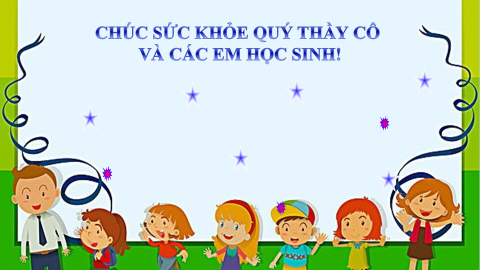 CHÚC SỨC KHỎE QUÝ THẦY CÔ
VÀ CÁC EM HỌC SINH!